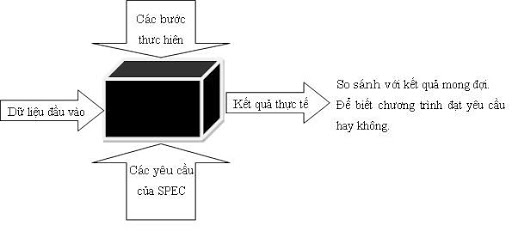 Các bước
thực hiên
Dữ liệu đầu vào
Kết quả thực tế
So sánh với kết quả mong đợi.
Để biết chương trình đạt yêu cầu
hay không.
Các yêu cầu
của SPEC